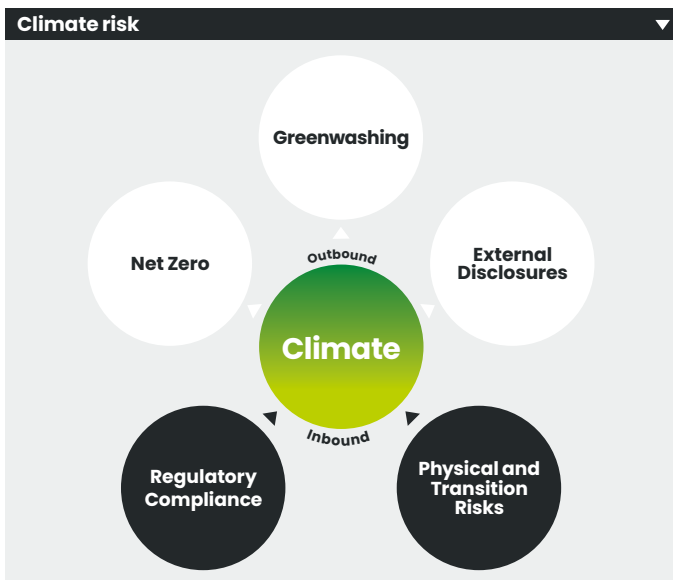 Climate risk
Greenwashing
Net Zero
Outbound
External
Disclosures
Climate
Inbound
Regulatory
Compliance
Physical and
Transition
Risks